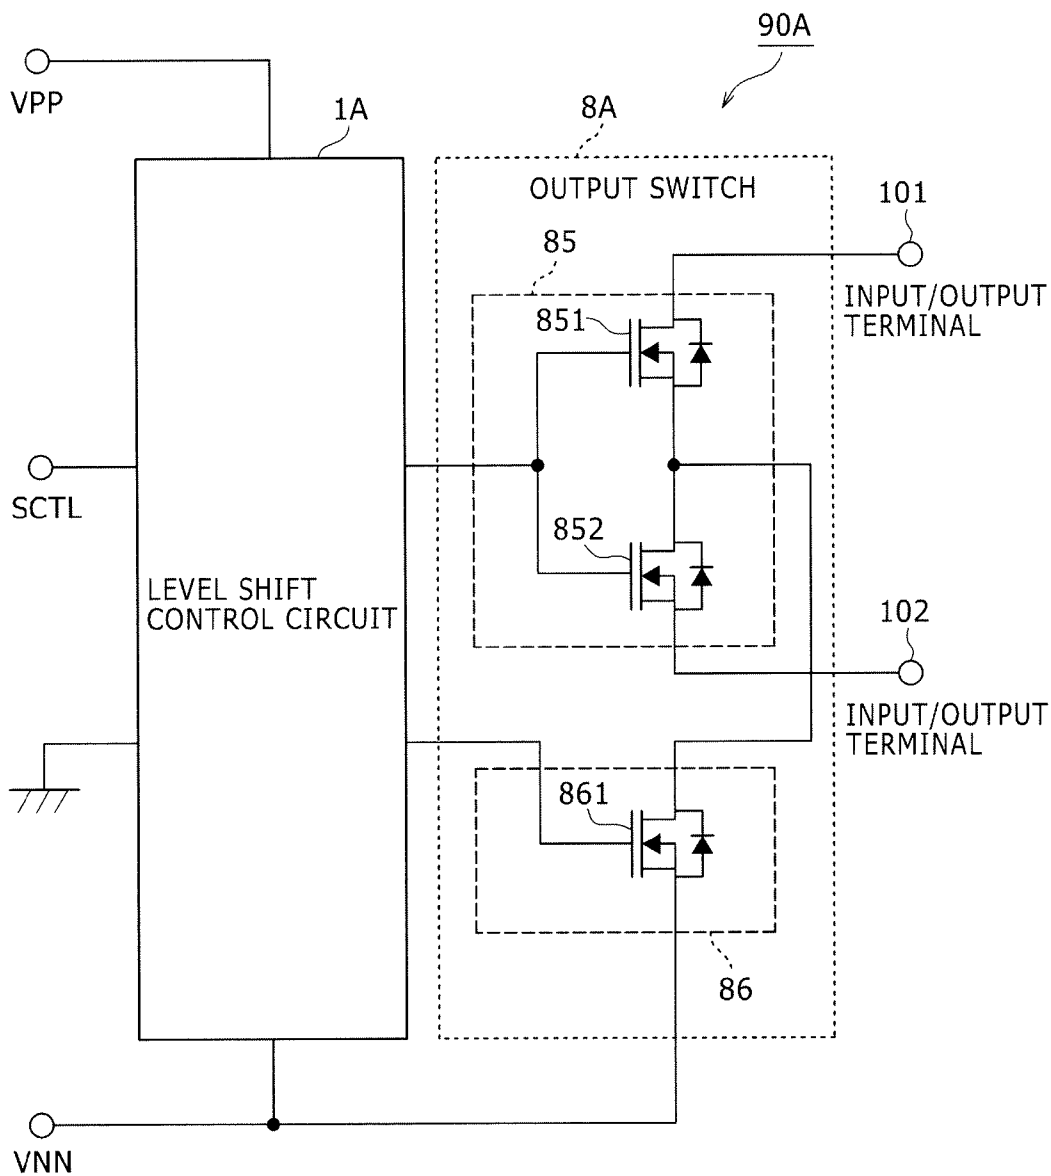 90A
VPP
1A
8A
OUTPUT SWITCH
101
85
INPUT/OUTPUT
TERMINAL
851
SCTL
852
LEVEL SHIFT
CONTROL CIRCUIT
102
INPUT/OUTPUT
TERMINAL
861
86
VNN